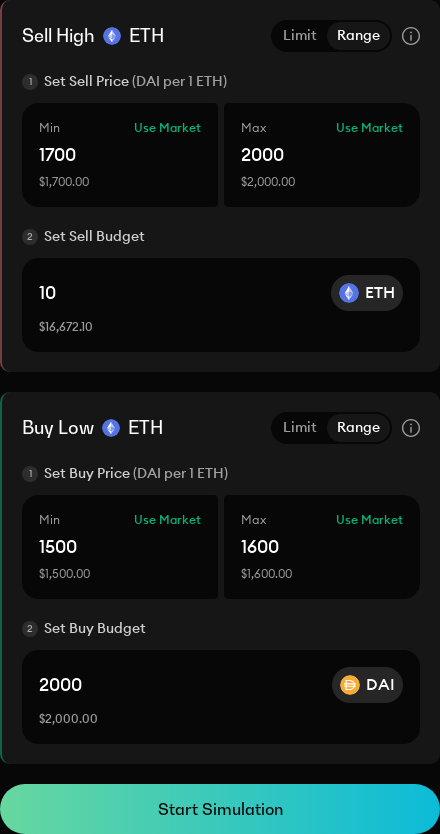 Sell High ETH Limit Range
1 Set Sell Price (DAI per 1 ETH)
Min Use Market Max Use Market
1700 2000
$1,700.00 $2,000.00
2 Set Sell Budget
10 ETH
$16,672.10
Buy Low ETH Limit Range
1 Set Buy Price (DAI per 1 ETH)
Min Use Market Max Use Market
1500 1600
$1,500.00 $1,600.00
2 Set Buy Budget
2000 DAI
$2,000.00
Start Simulation